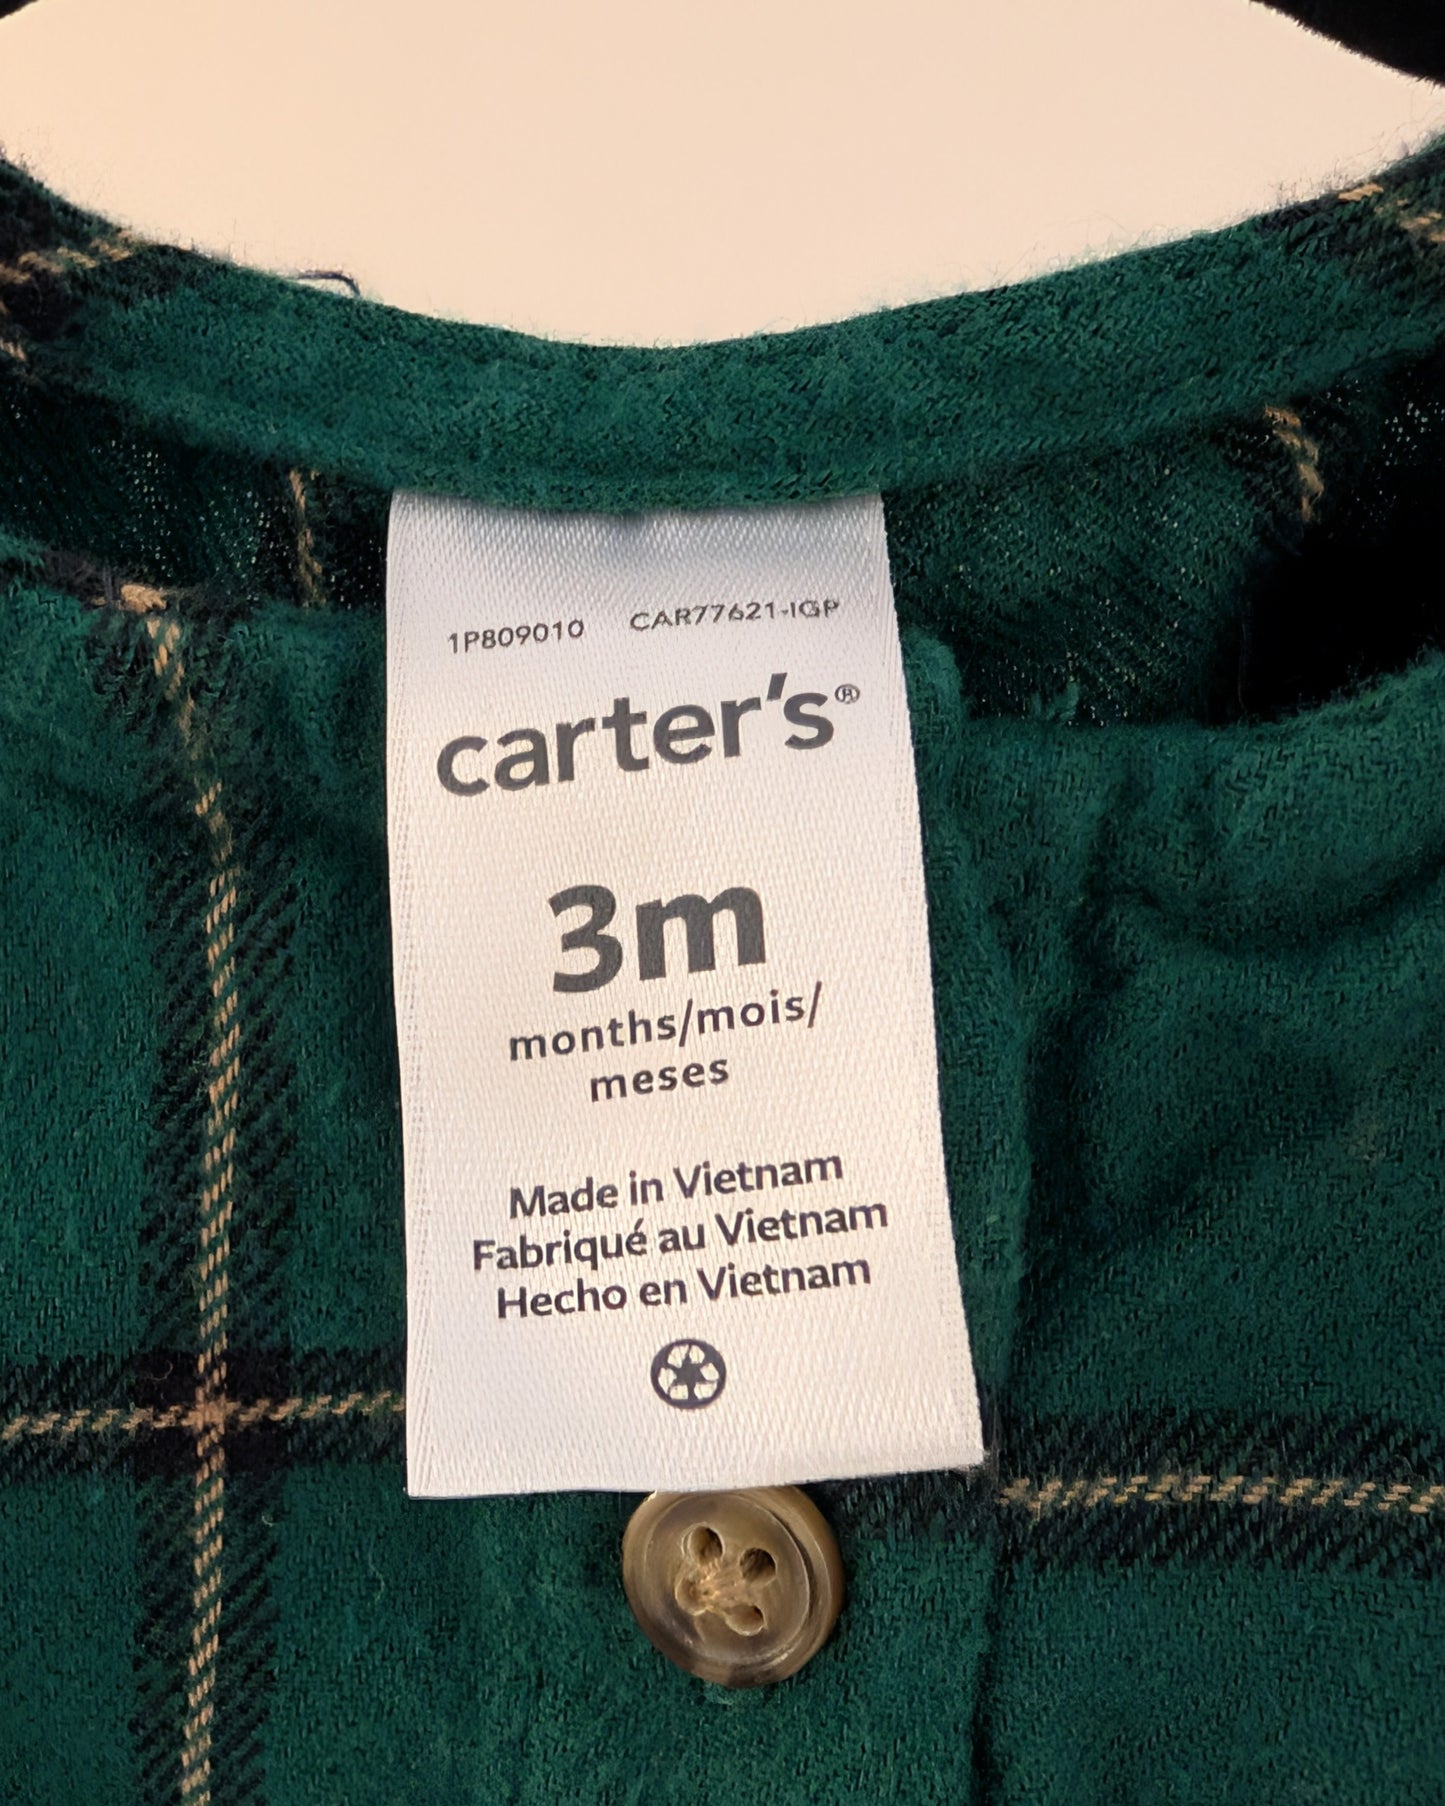 1P809010 CAR77621-IGP
carter's®
3m
months/mois/
meses
Made in Vietnam
Fabriqué au Vietnam
Hecho en Vietnam